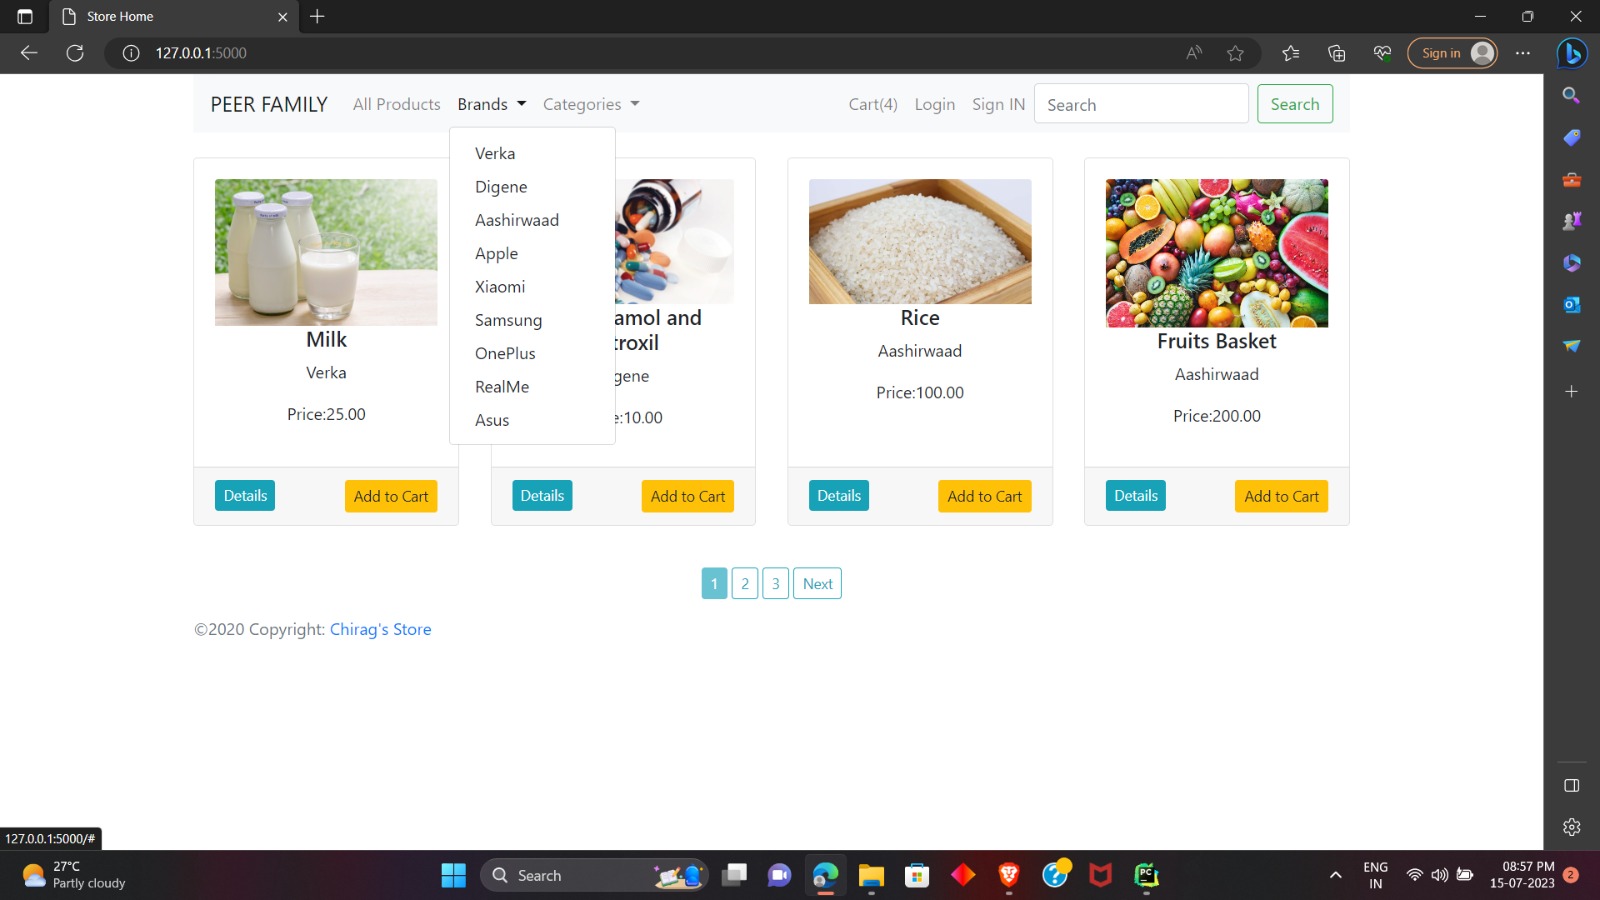 Store Home
127.0.0.1:5000
Sign in
PEER FAMILY All Products Brands Categories Cart(4) Login Sign IN Search Search
Verka
Digene
Aashirwaad
Apple
Xiaomi
Samsung
OnePlus
RealMe
Asus
Milk
Verka
Price:25.00
Details Add to Cart
amol and
troxil
gene
e:10.00
Details Add to Cart
Rice
Aashirwaad
Price:100.00
Details Add to Cart
Fruits Basket
Aashirwaad
Price:200.00
Details Add to Cart
1 2 3 Next
©2020 Copyright: Chirag's Store
127.0.0.1:5000/#
27°C
Partly cloudy
Search
PC
ENG
IN
08:57 PM
15-07-2023
2